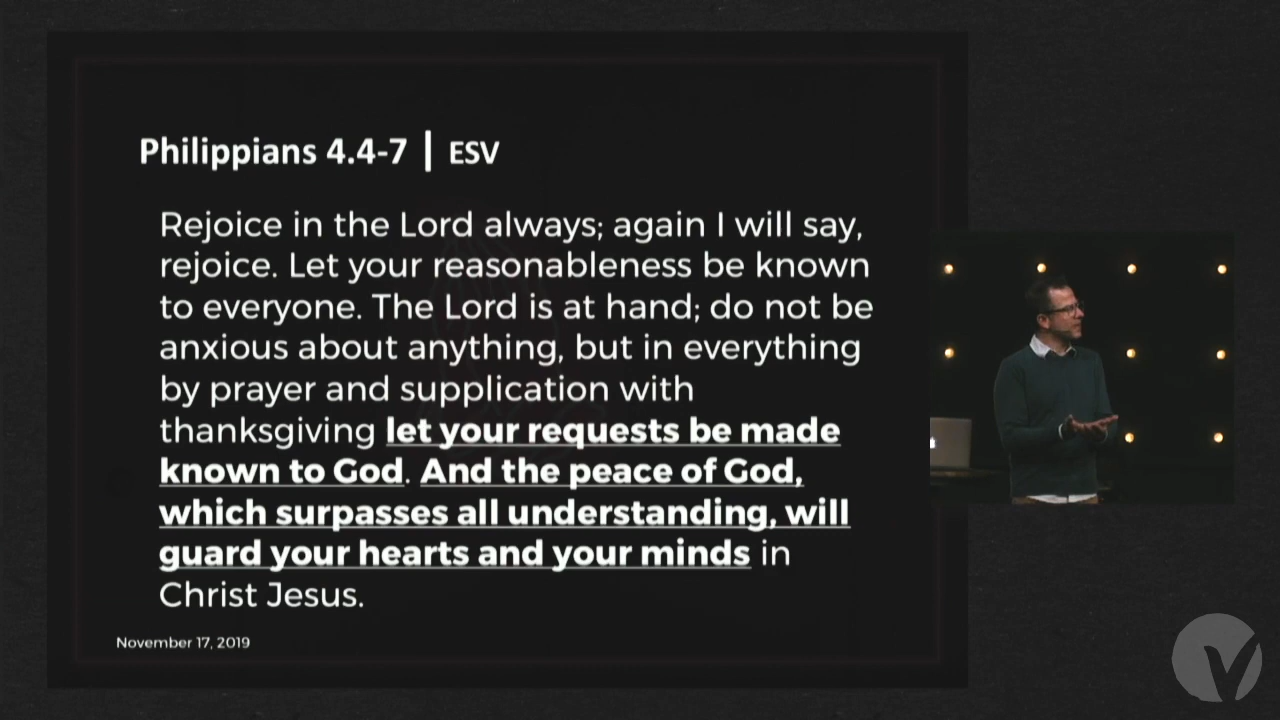 Philippians 4.4-7 | ESV
Rejoice in the Lord always; again I will say,
rejoice. Let your reasonableness be known
to everyone. The Lord is at hand; do not be
anxious about anything, but in everything
by prayer and supplication with
thanksgiving let your requests be made
known to God. And the peace of God,
which surpasses all understanding, will
guard your hearts and your minds in
Christ Jesus.
November 17, 2019